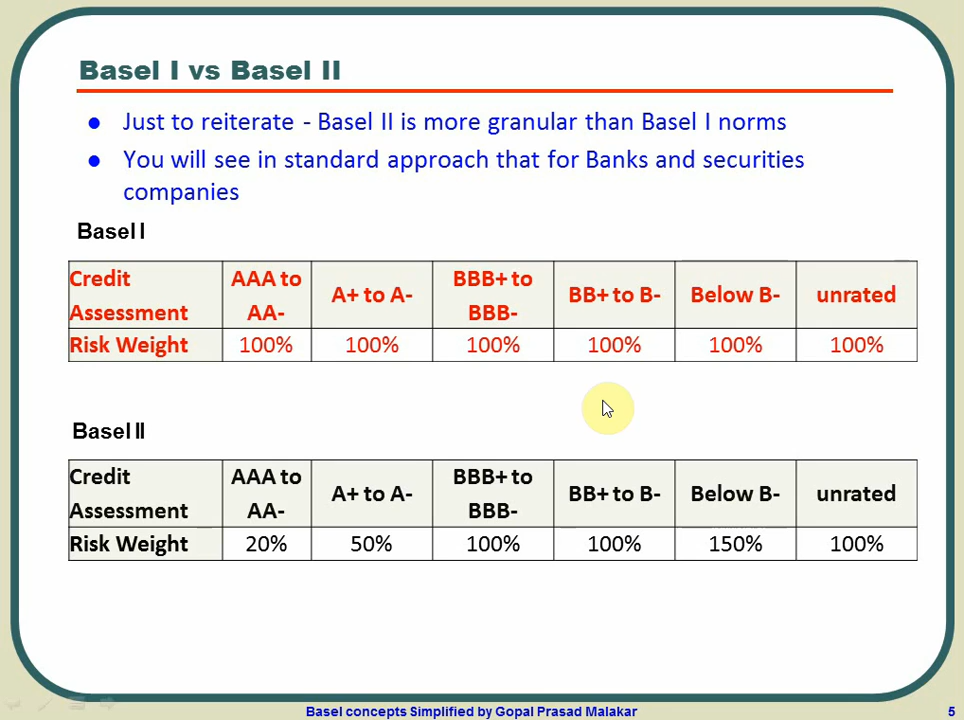 Basel I vs Basel II
Just to reiterate - Basel II is more granular than Basel I norms
You will see in standard approach that for Banks and securities
companies
Basel I
Credit Assessment AAA to AA- A+ to A- BBB+ to BBB- BB+ to B- Below B- unrated
Risk Weight 100% 100% 100% 100% 100% 100%
Basel II
Credit Assessment AAA to AA- A+ to A- BBB+ to BBB- BB+ to B- Below B- unrated
Risk Weight 20% 50% 100% 100% 150% 100%
Basel concepts Simplified by Gopal Prasad Malakar 5